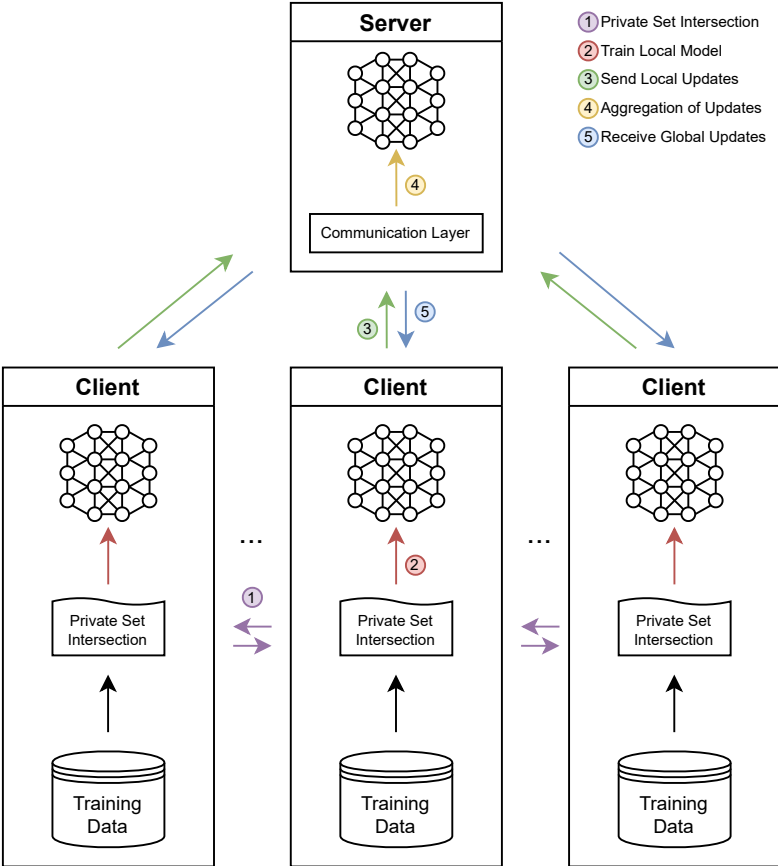 Server
1 Private Set Intersection
2 Train Local Model
3 Send Local Updates
4 Aggregation of Updates
5 Receive Global Updates
4
Communication Layer
3
5
Client
Client
Client
...
...
2
1
Private Set
Intersection
Private Set
Intersection
Private Set
Intersection
Training
Data
Training
Data
Training
Data